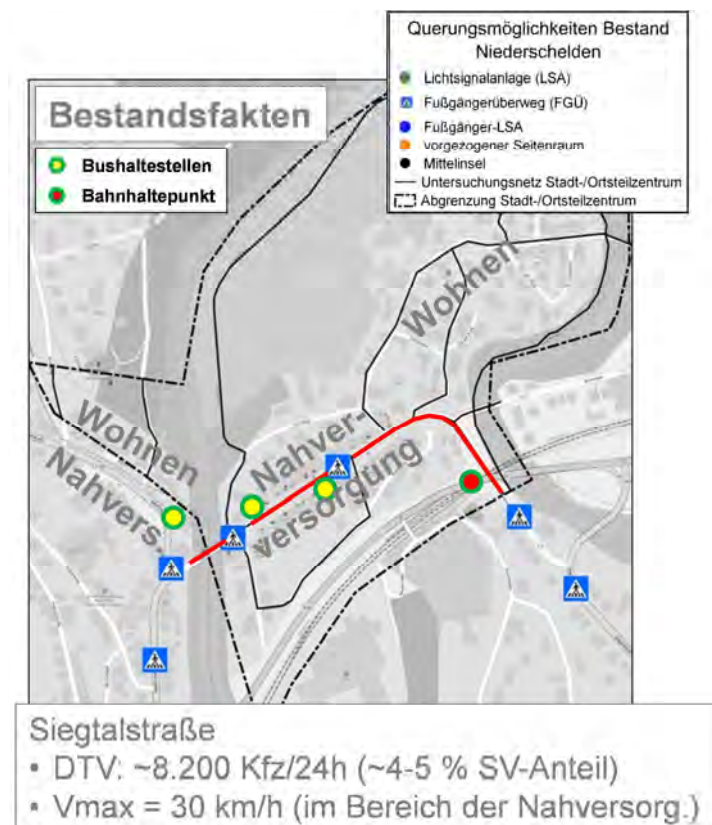 Querungsmöglichkeiten Bestand
Niederschelden
Lichtsignalanlage (LSA)
Fußgängerüberweg (FGÜ)
Fußgänger-LSA
vorgezogener Seitenraum
Mittelinsel
Untersuchungsnetz Stadt-/Ortsteilzentrum
Abgrenzung Stadt-/Ortsteilzentrum
Bestandsfakten
Bushaltestellen
Bahnhaltepunkt
Wohnen
Wohnen
Nahvers.
Nahver-
versorgung
Siegtalstraße
▪ DTV: ~8.200 Kfz/24h (~4-5 % SV-Anteil)
▪ Vmax = 30 km/h (im Bereich der Nahversorg.)